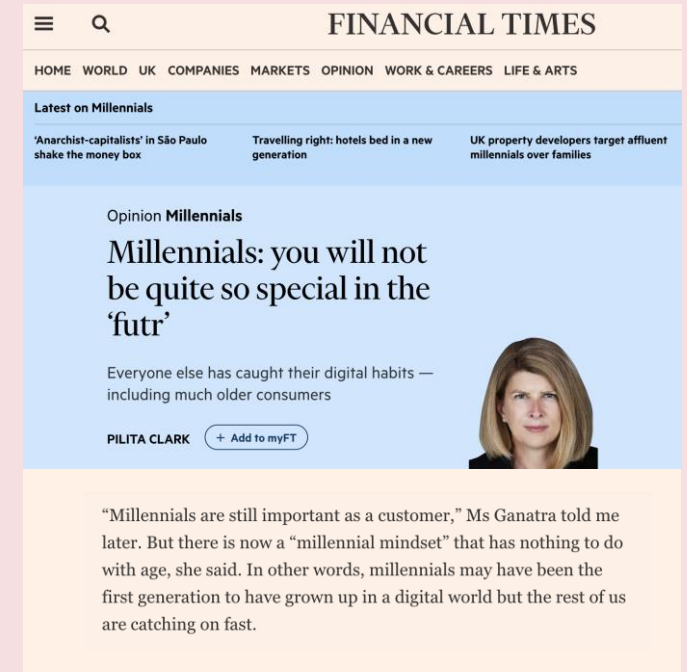 FINANCIAL TIMES
HOME WORLD UK COMPANIES MARKETS OPINION WORK & CAREERS LIFE & ARTS
Latest on Millennials
‘Anarchist-capitalists’ in São Paulo
shake the money box
Travelling right: hotels bed in a new
generation
UK property developers target affluent
millennials over families
Opinion Millennials
Millennials: you will not
be quite so special in the
‘futr’
Everyone else has caught their digital habits —
including much older consumers
PILITA CLARK + Add to myFT
“Millennials are still important as a customer,” Ms Ganatra told me
later. But there is now a “millennial mindset” that has nothing to do
with age, she said. In other words, millennials may have been the
first generation to have grown up in a digital world but the rest of us
are catching on fast.